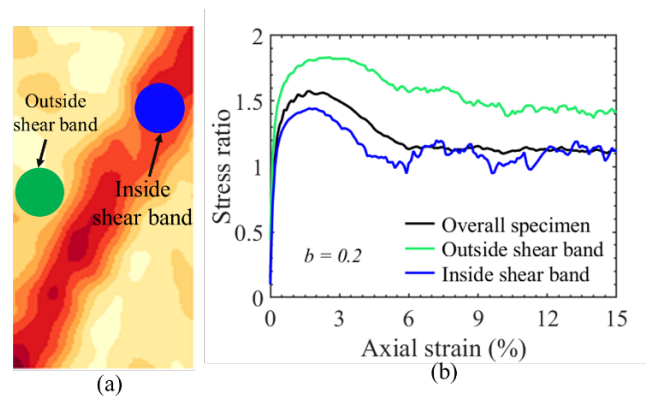 Outside
shear band
Inside
shear band
(a)
(b)
Stress ratio
2
1.5
1
0.5
0
b = 0.2
Overall specimen
Outside shear band
Inside shear band
0 3 6 9 12 15
Axial strain (%)